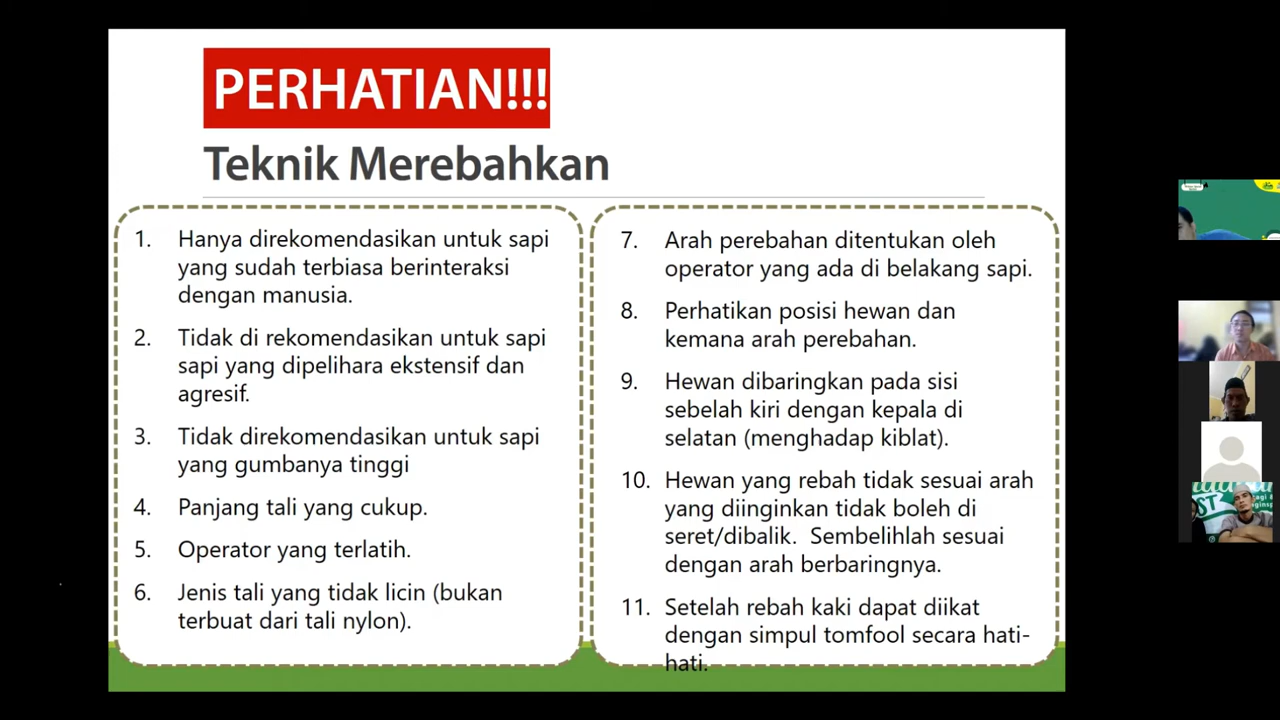 PERHATIAN!!!
Teknik Merebahkan
1. Hanya direkomendasikan untuk sapi
yang sudah terbiasa berinteraksi
dengan manusia.
2. Tidak di rekomendasikan untuk sapi
sapi yang dipelihara ekstensif dan
agresif.
3. Tidak direkomendasikan untuk sapi
yang gumbanya tinggi
4. Panjang tali yang cukup.
5. Operator yang terlatih.
6. Jenis tali yang tidak licin (bukan
terbuat dari tali nylon).
7. Arah perebahan ditentukan oleh
operator yang ada di belakang sapi.
8. Perhatikan posisi hewan dan
kemana arah perebahan.
9. Hewan dibaringkan pada sisi
sebelah kiri dengan kepala di
selatan (menghadap kiblat).
10. Hewan yang rebah tidak sesuai arah
yang diinginkan tidak boleh di
seret/dibalik. Sembelihlah sesuai
dengan arah berbaringnya.
11. Setelah rebah kaki dapat diikat
dengan simpul tomfool secara hati-
hati.